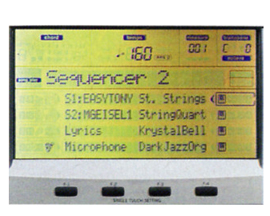 chord tempo measure
160 001 C 0
Sequencer 2
S1:EASYTONY St. Strings
S2:MGEISEL1 StringQuart
Lyrics KrystalBell
Microphone DarkJazzOrg
SINGLE TOUCH SETTING